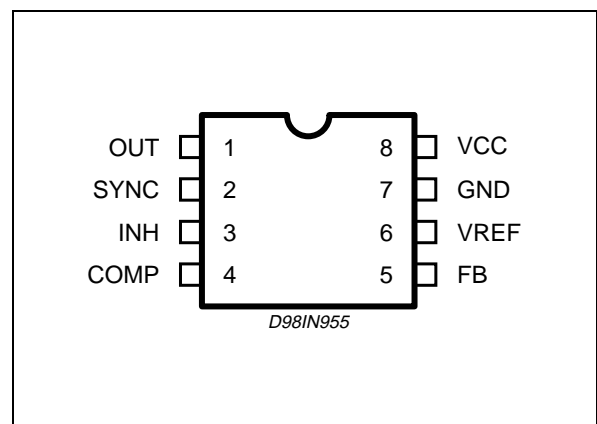 OUT 1 8 VCC
SYNC 2 7 GND
INH 3 6 VREF
COMP 4 5 FB
D98IN955